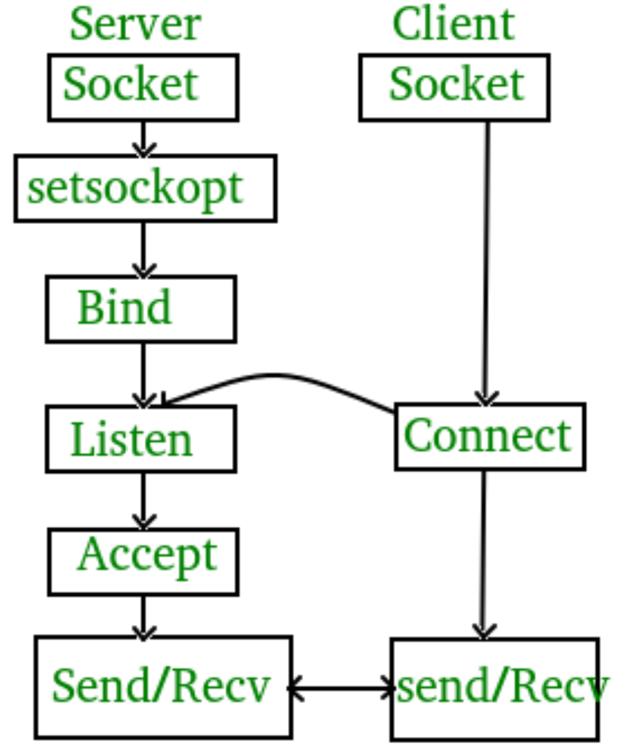 Server
Client
Socket
Socket
setsockopt
Bind
Listen
Connect
Accept
Send/Recv
send/Recv